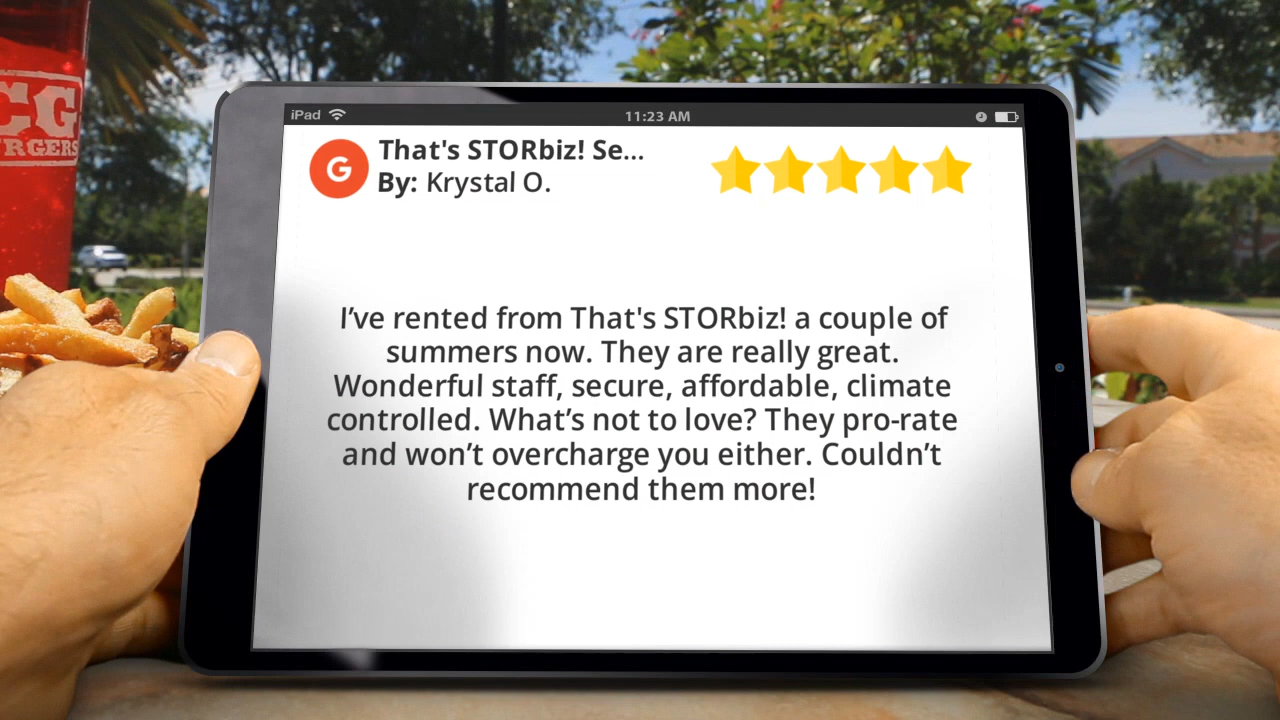 CG
RGERS
iPad
11:23 AM
G
That's STORbiz! Se...
By: Krystal O.
I’ve rented from That's STORbiz! a couple of
summers now. They are really great.
Wonderful staff, secure, affordable, climate
controlled. What’s not to love? They pro-rate
and won’t overcharge you either. Couldn’t
recommend them more!